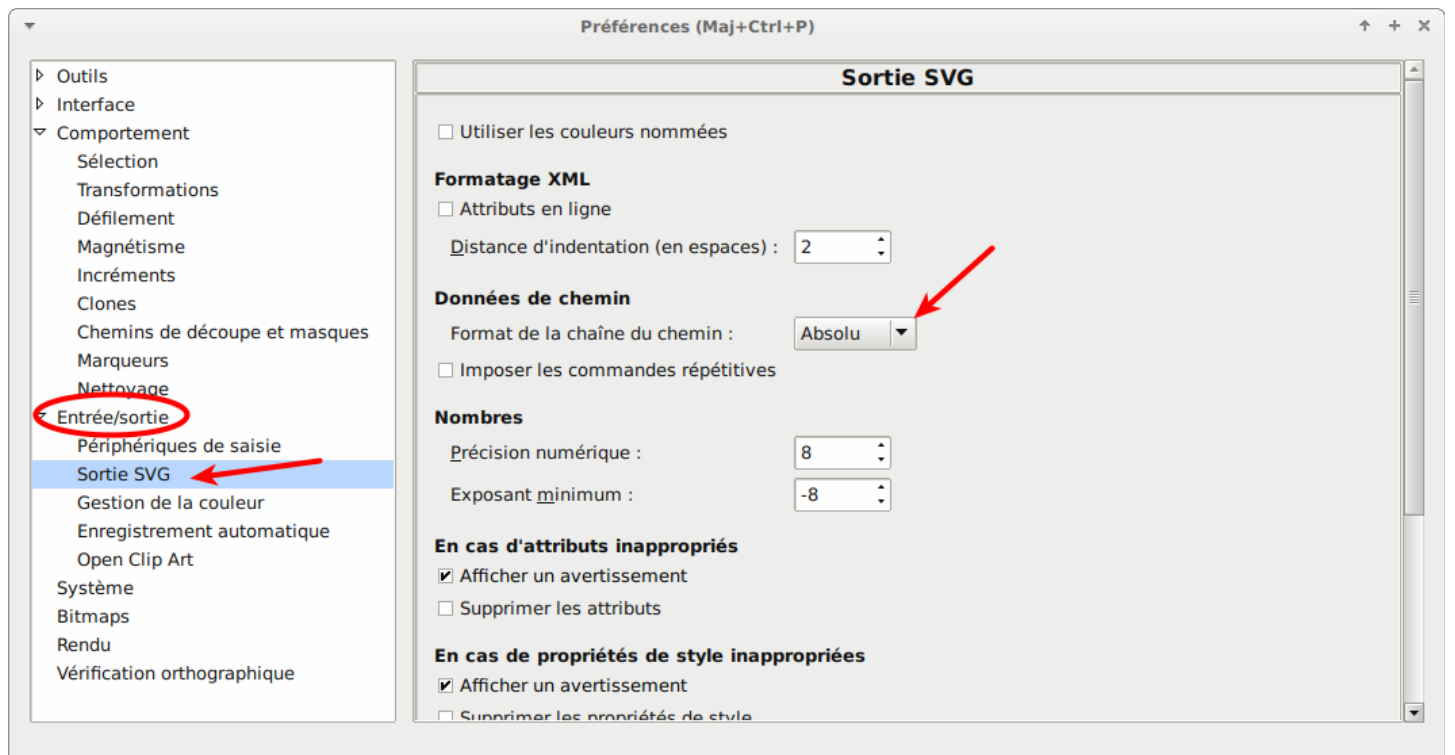 Préférences (Maj+Ctrl+P)
Outils
Interface
Comportement
Sélection
Transformations
Défilement
Magnétisme
Incréments
Clones
Chemins de découpe et masques
Marqueurs
Nettoyage
Entrée/sortie
Périphériques de saisie
Sortie SVG
Gestion de la couleur
Enregistrement automatique
Open Clip Art
Système
Bitmaps
Rendu
Vérification orthographique
Sortie SVG
Utiliser les couleurs nommées
Formatage XML
Attributs en ligne
Distance d'indentation (en espaces) : 2
Données de chemin
Format de la chaîne du chemin : Absolu
Imposer les commandes répétitives
Nombres
Précision numérique : 8
Exposant minimum : -8
En cas d'attributs inappropriés
Afficher un avertissement
Supprimer les attributs
En cas de propriétés de style inappropriées
Afficher un avertissement
Supprimer les propriétés de style